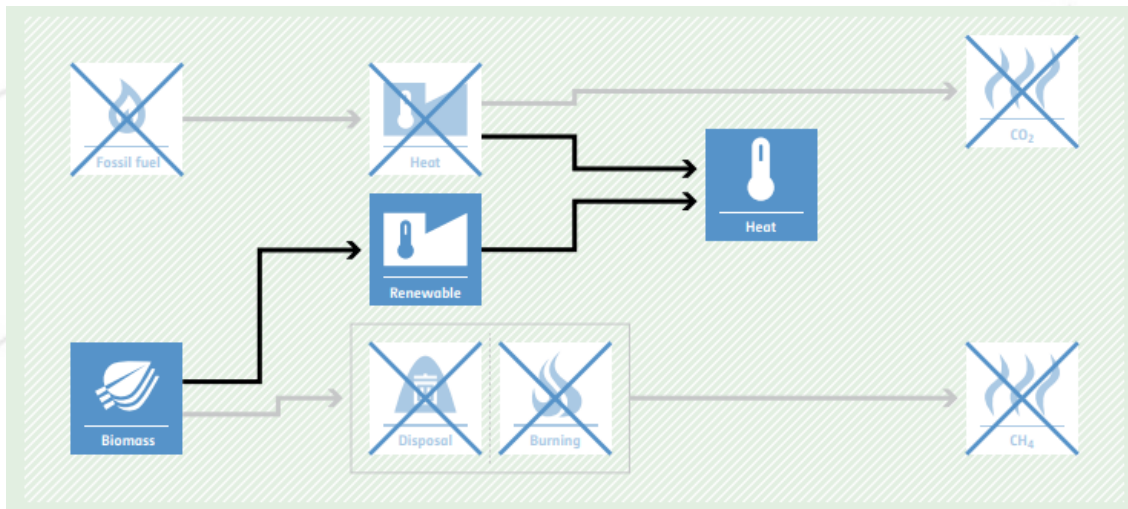 Fossil fuel
Heat
CO₂
Heat
Renewable
Biomass
Disposal
Burning
CH₄